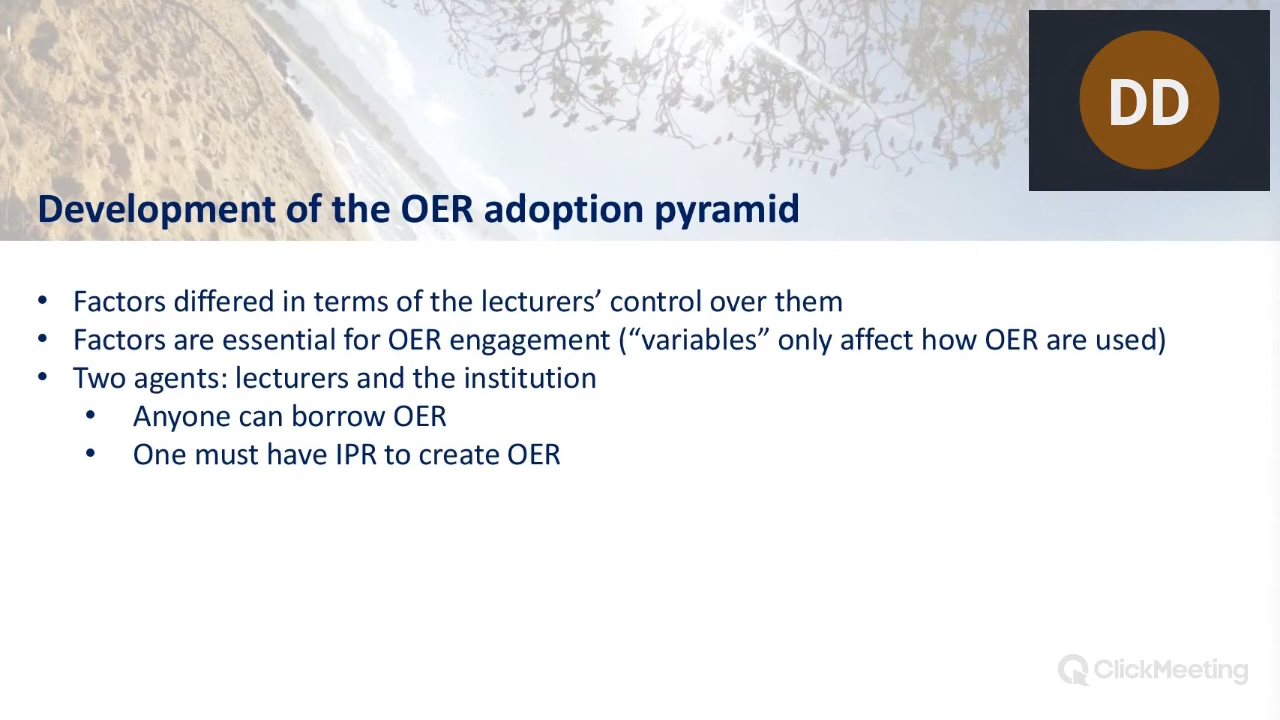 DD
Development of the OER adoption pyramid
• Factors differed in terms of the lecturers’ control over them
• Factors are essential for OER engagement (“variables” only affect how OER are used)
• Two agents: lecturers and the institution
• Anyone can borrow OER
• One must have IPR to create OER
ClickMeeting